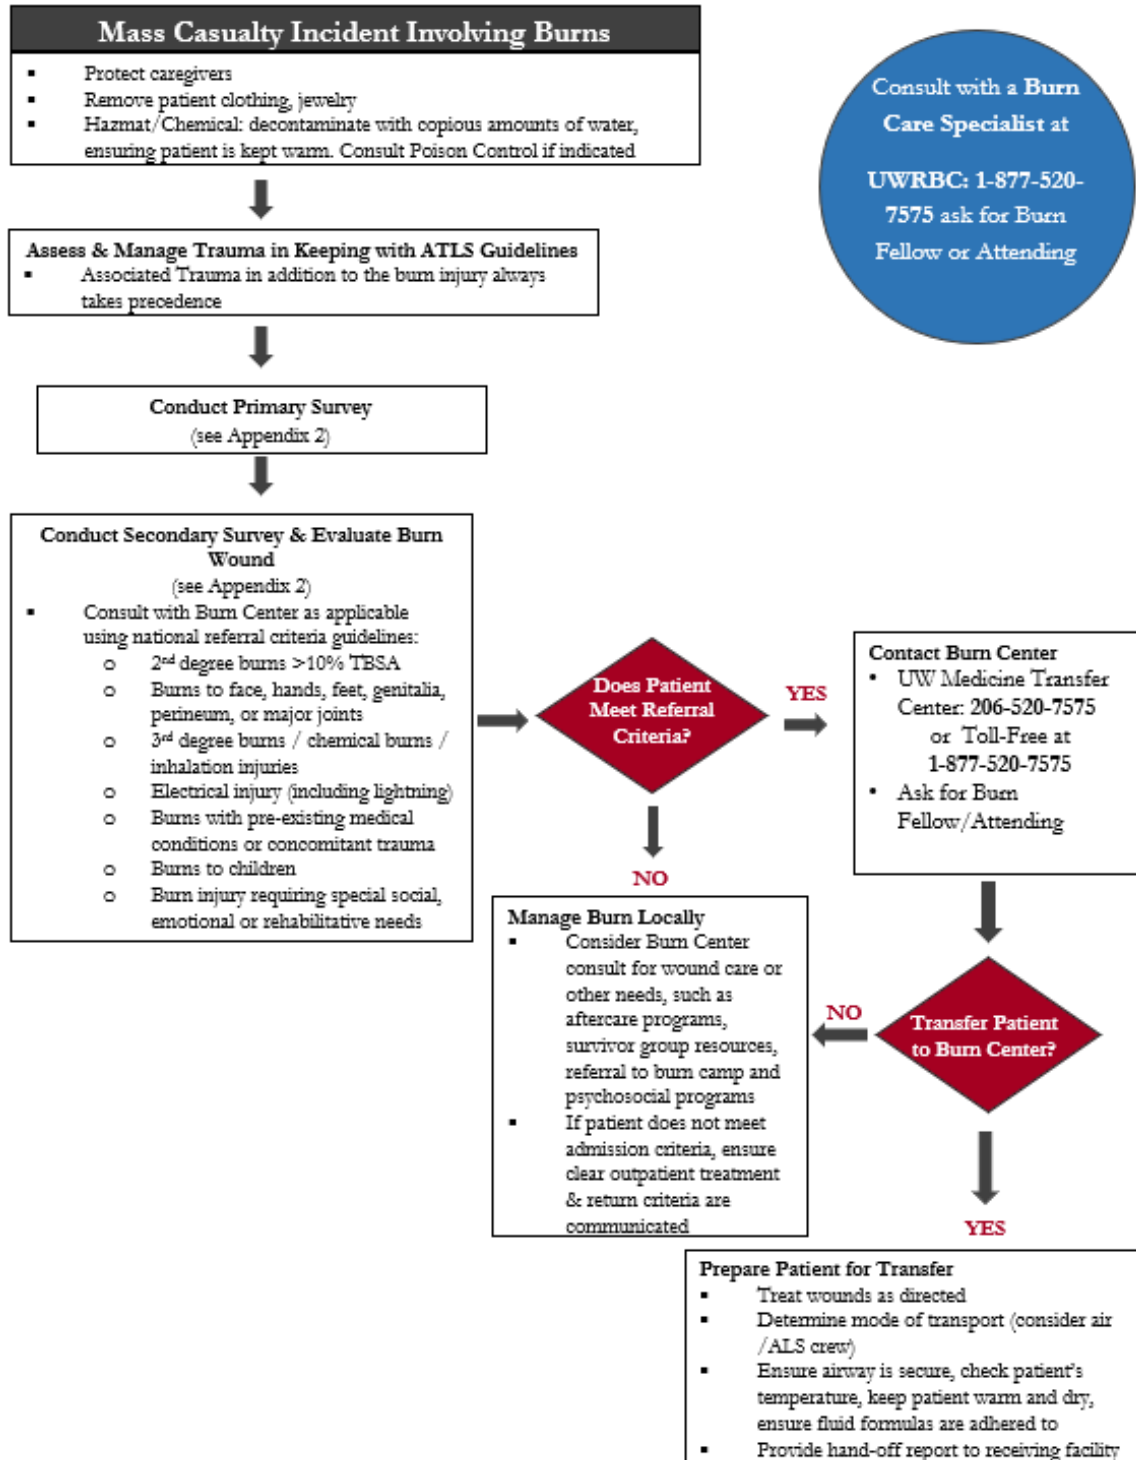 Mass Casualty Incident Involving Burns
▪ Protect caregivers
▪ Remove patient clothing, jewelry
▪ Hazmat/Chemical: decontaminate with copious amounts of water,
ensuring patient is kept warm. Consult Poison Control if indicated
Consult with a Burn
Care Specialist at
UWRBC: 1-877-520-
7575 ask for Burn
Fellow or Attending
Assess & Manage Trauma in Keeping with ATLS Guidelines
▪ Associated Trauma in addition to the burn injury always
takes precedence
Conduct Primary Survey
(see Appendix 2)
Conduct Secondary Survey & Evaluate Burn
Wound
(see Appendix 2)
▪ Consult with Burn Center as applicable
using national referral criteria guidelines:
o 2nd degree burns >10% TBSA
o Burns to face, hands, feet, genitalia,
perineum, or major joints
o 3rd degree burns / chemical burns /
inhalation injuries
o Electrical injury (including lightning)
o Burns with pre-existing medical
conditions or concomitant trauma
o Burns to children
o Burn injury requiring special social,
emotional or rehabilitative needs
Does Patient
Meet Referral
Criteria?
YES
Contact Burn Center
• UW Medicine Transfer
Center: 206-520-7575
or Toll-Free at
1-877-520-7575
• Ask for Burn
Fellow/Attending
NO
Manage Burn Locally
▪ Consider Burn Center
consult for wound care or
other needs, such as
aftercare programs,
survivor group resources,
referral to burn camp and
psychosocial programs
▪ If patient does not meet
admission criteria, ensure
clear outpatient treatment
& return criteria are
communicated
NO
Transfer Patient
to Burn Center?
YES
Prepare Patient for Transfer
▪ Treat wounds as directed
▪ Determine mode of transport (consider air
/ALS crew)
▪ Ensure airway is secure, check patient's
temperature, keep patient warm and dry,
ensure fluid formulas are adhered to
▪ Provide hand-off report to receiving facility